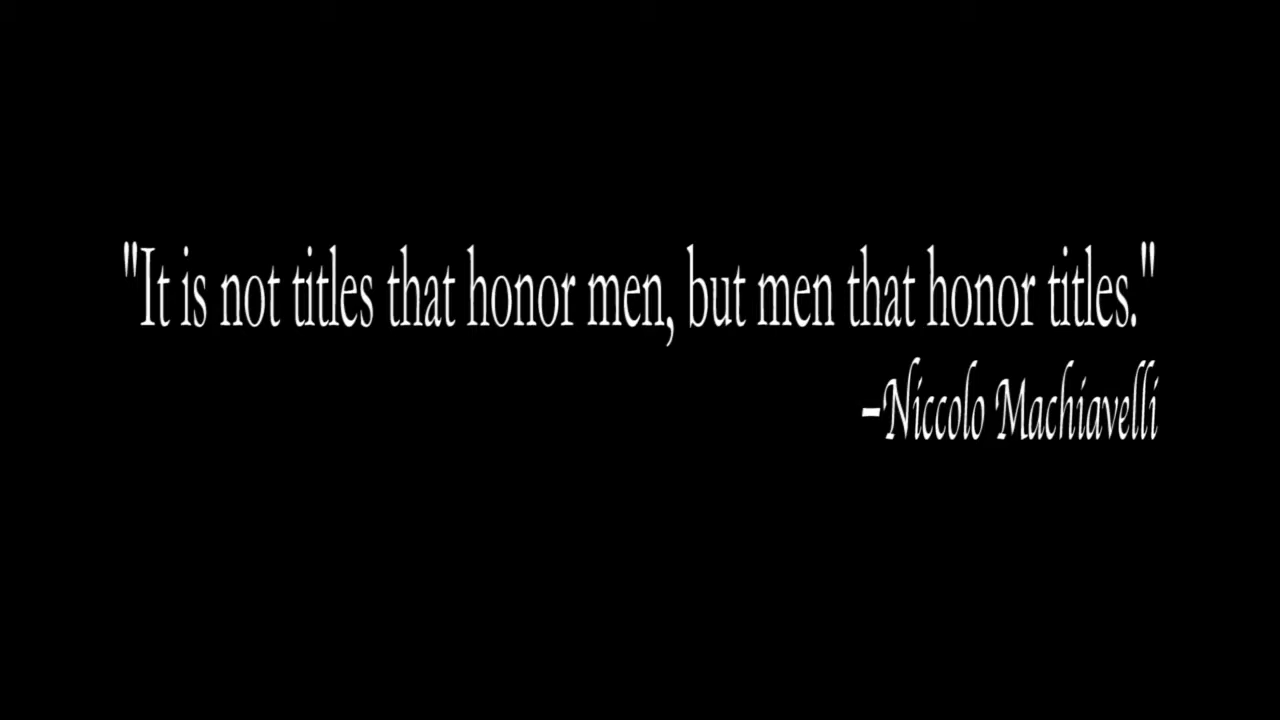 "It is not titles that honor men, but men that honor titles."
-Niccolo Machiavelli